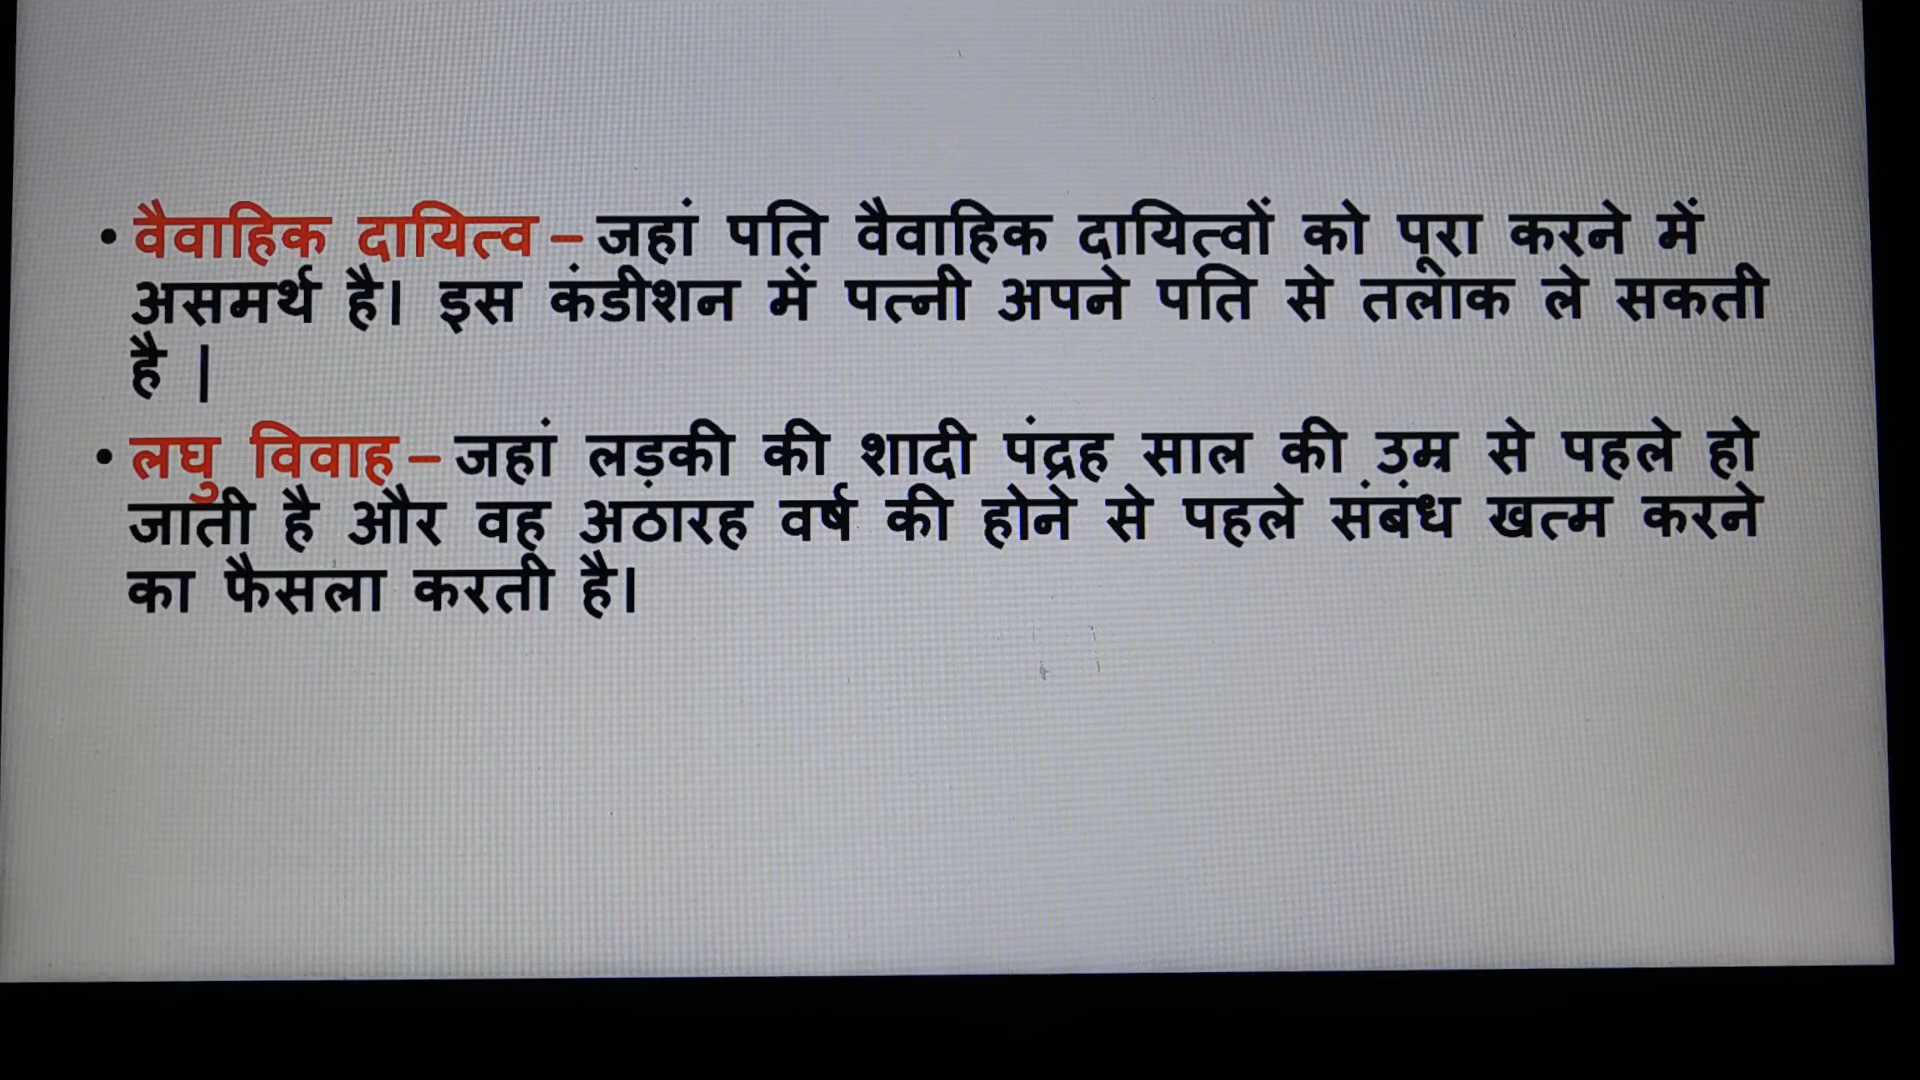 • वैवाहिक दायित्व – जहां पति वैवाहिक दायित्वों को पूरा करने में
असमर्थ है। इस कंडीशन में पत्नी अपने पति से तलाक ले सकती
है |
• लघु विवाह – जहां लड़की की शादी पंद्रह साल की उम्र से पहले हो
जाती है और वह अठारह वर्ष की होने से पहले संबंध खत्म करने
का फैसला करती है।